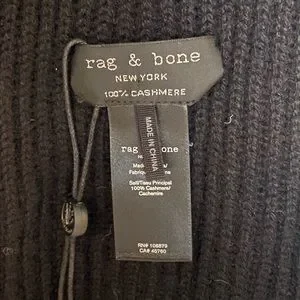 rag & bone
NEW YORK
100% CASHMERE
MADE IN CHINA
rag & bone
Self/Tissu Principal
100% Cashmere/
Cachemire
RN# 108879
CA# 45760